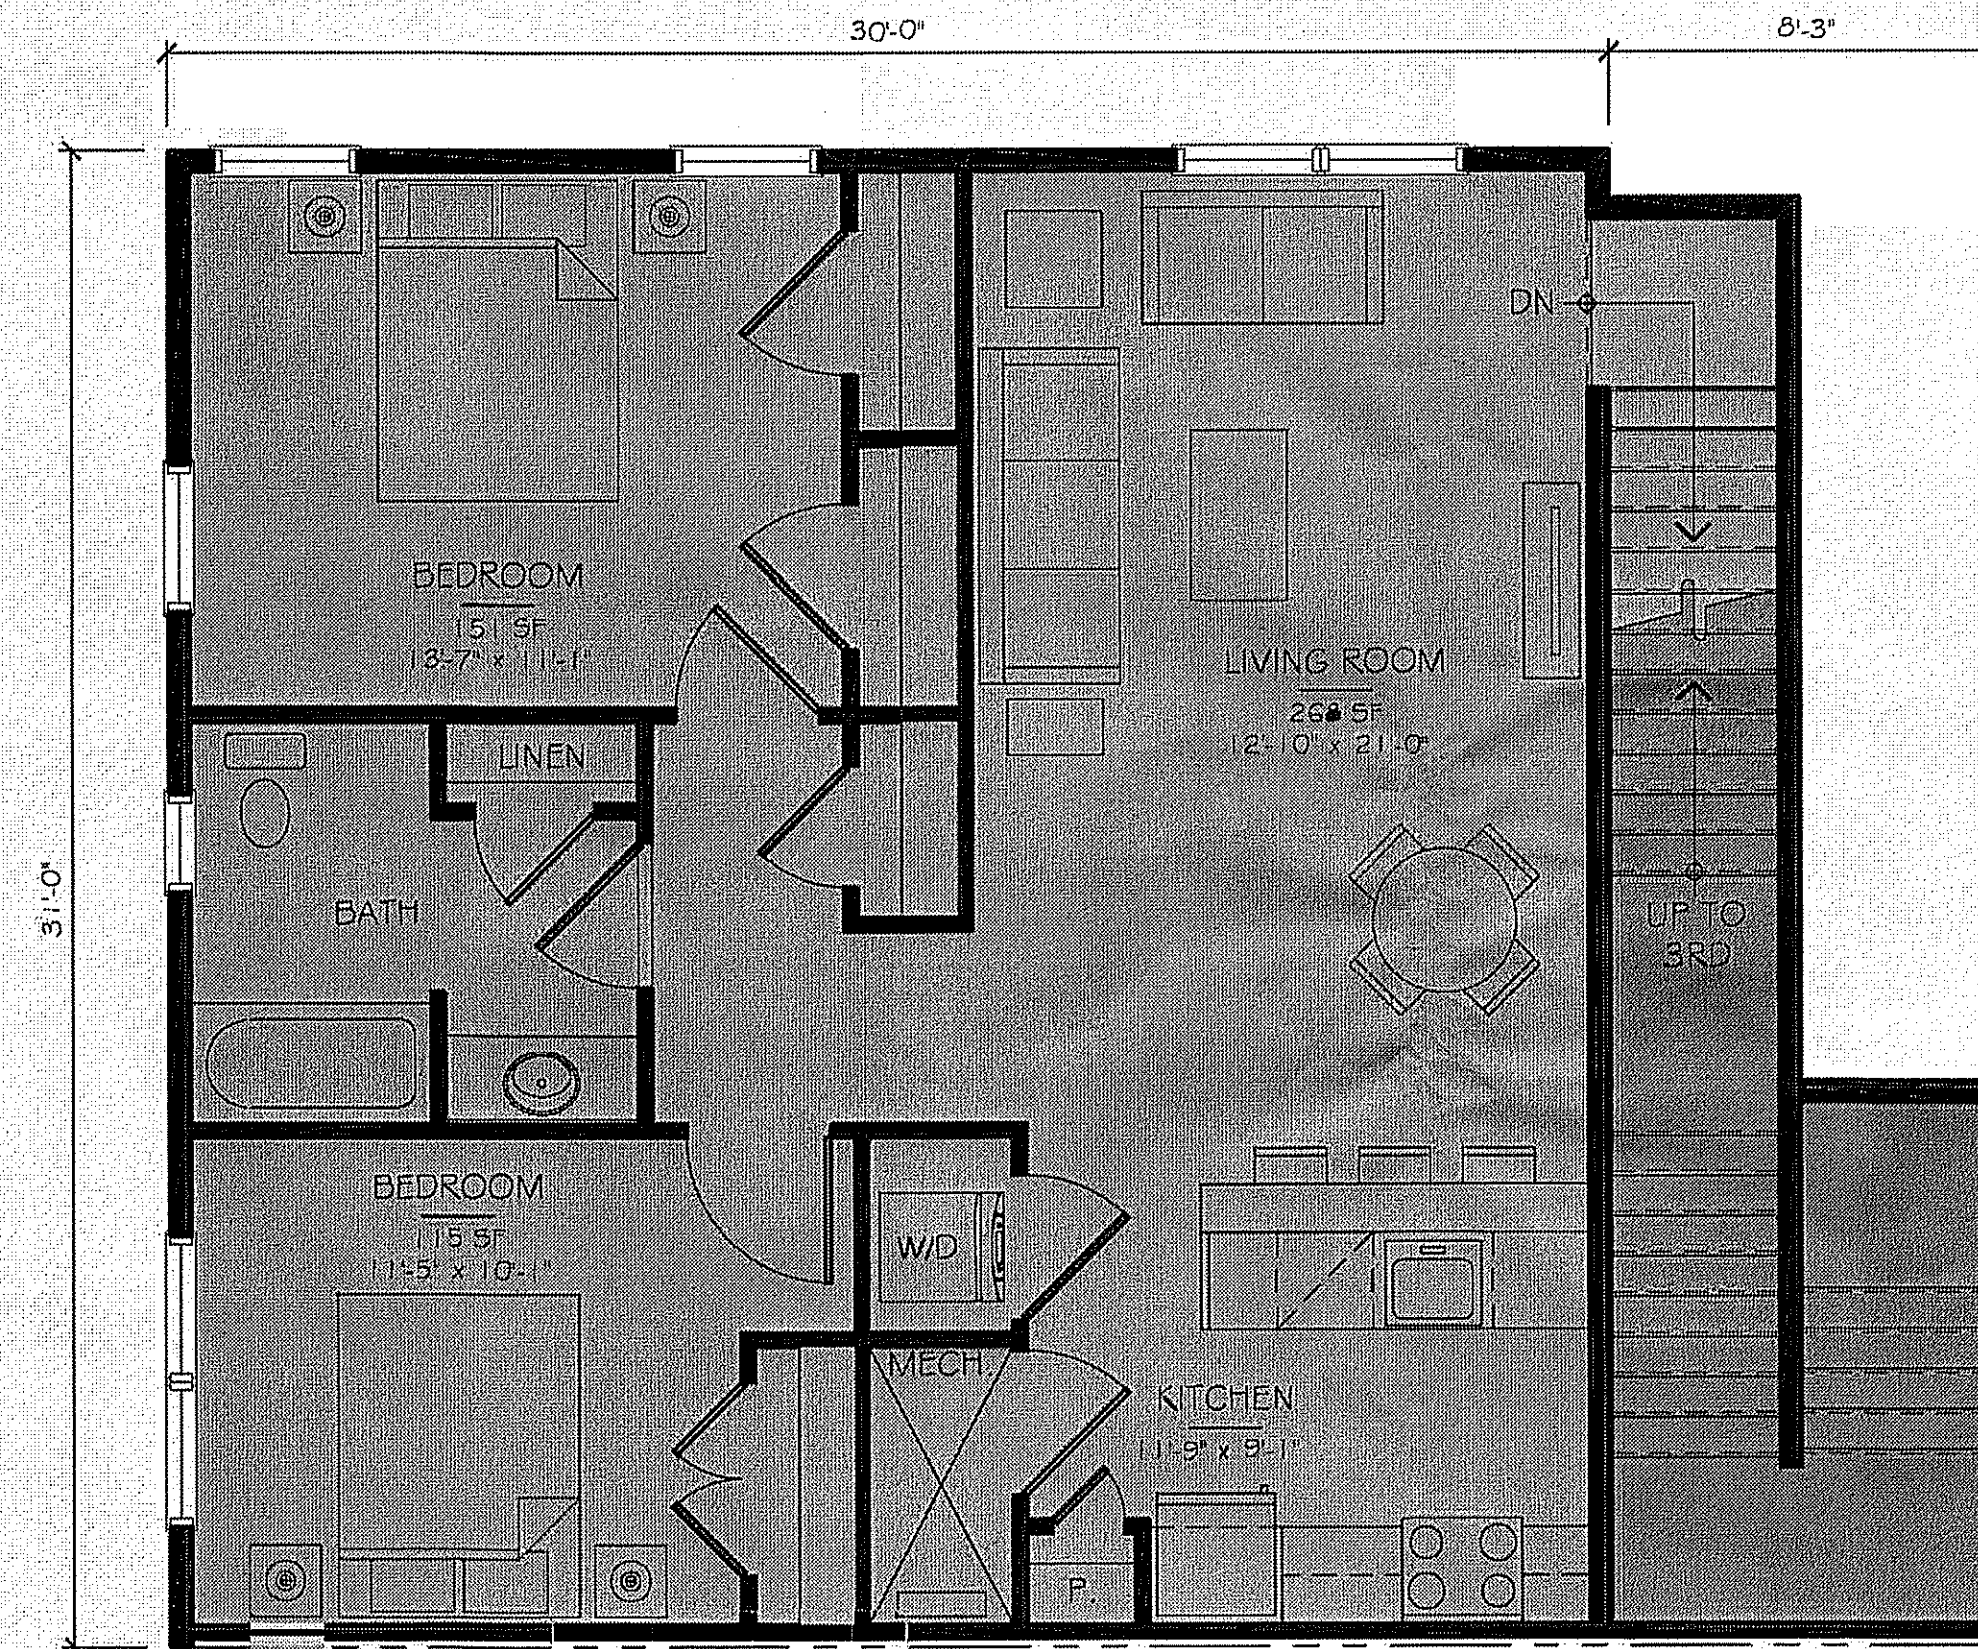 30'-0"
8'-3"
DN
BEDROOM
151 SF
13'-7" x 11'-1"
LIVING ROOM
12'-10" x 21'-0"
LINEN
31'-0"
BATH
UP TO
3RD
BEDROOM
115 SF
11'-5" x 10'-1"
W/D
MECH.
KITCHEN
11'-9" x 9'-1"
P.